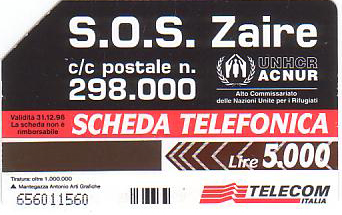 S.O.S. Zaire
c/c postale n.
298.000
UNHCR
ACNUR
Alto Commissariato
delle Nazioni Unite per i Rifugiati
Validità 31.12.98
La scheda non è
rimborsabile
SCHEDA TELEFONICA
Lire 5.000
Tiratura: oltre 1.000.000
Mantegazza Antonio Arti Grafiche
656011560
TELECOM
ITALIA